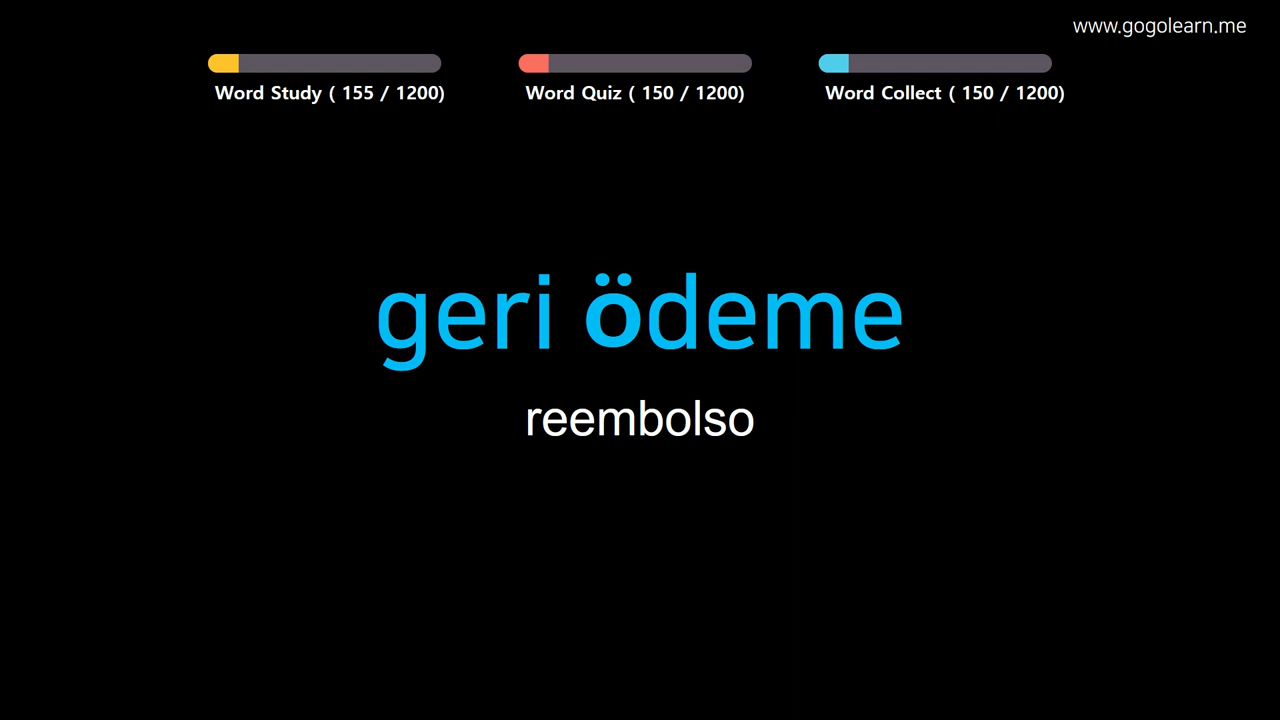 www.gogolearn.me
Word Study ( 155 / 1200)
Word Quiz ( 150 / 1200)
Word Collect ( 150 / 1200)
geri ödeme
reembolso